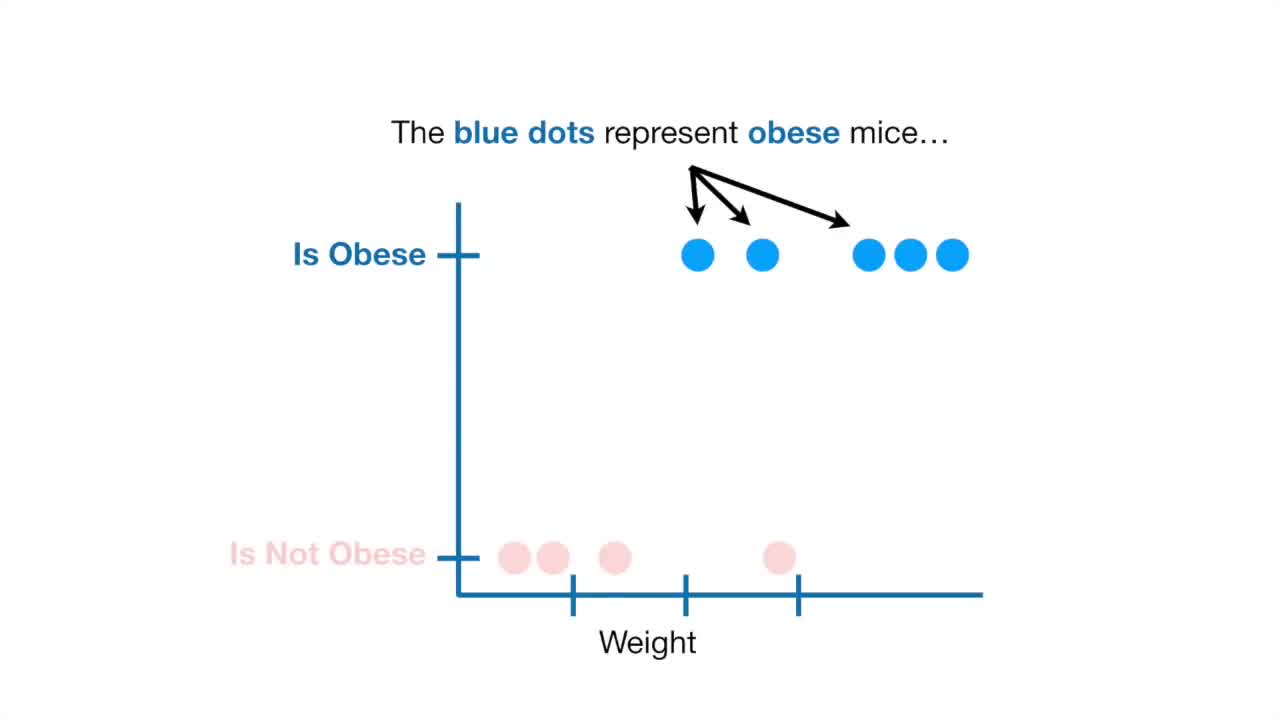 The blue dots represent obese mice…
Is Obese
Is Not Obese
Weight